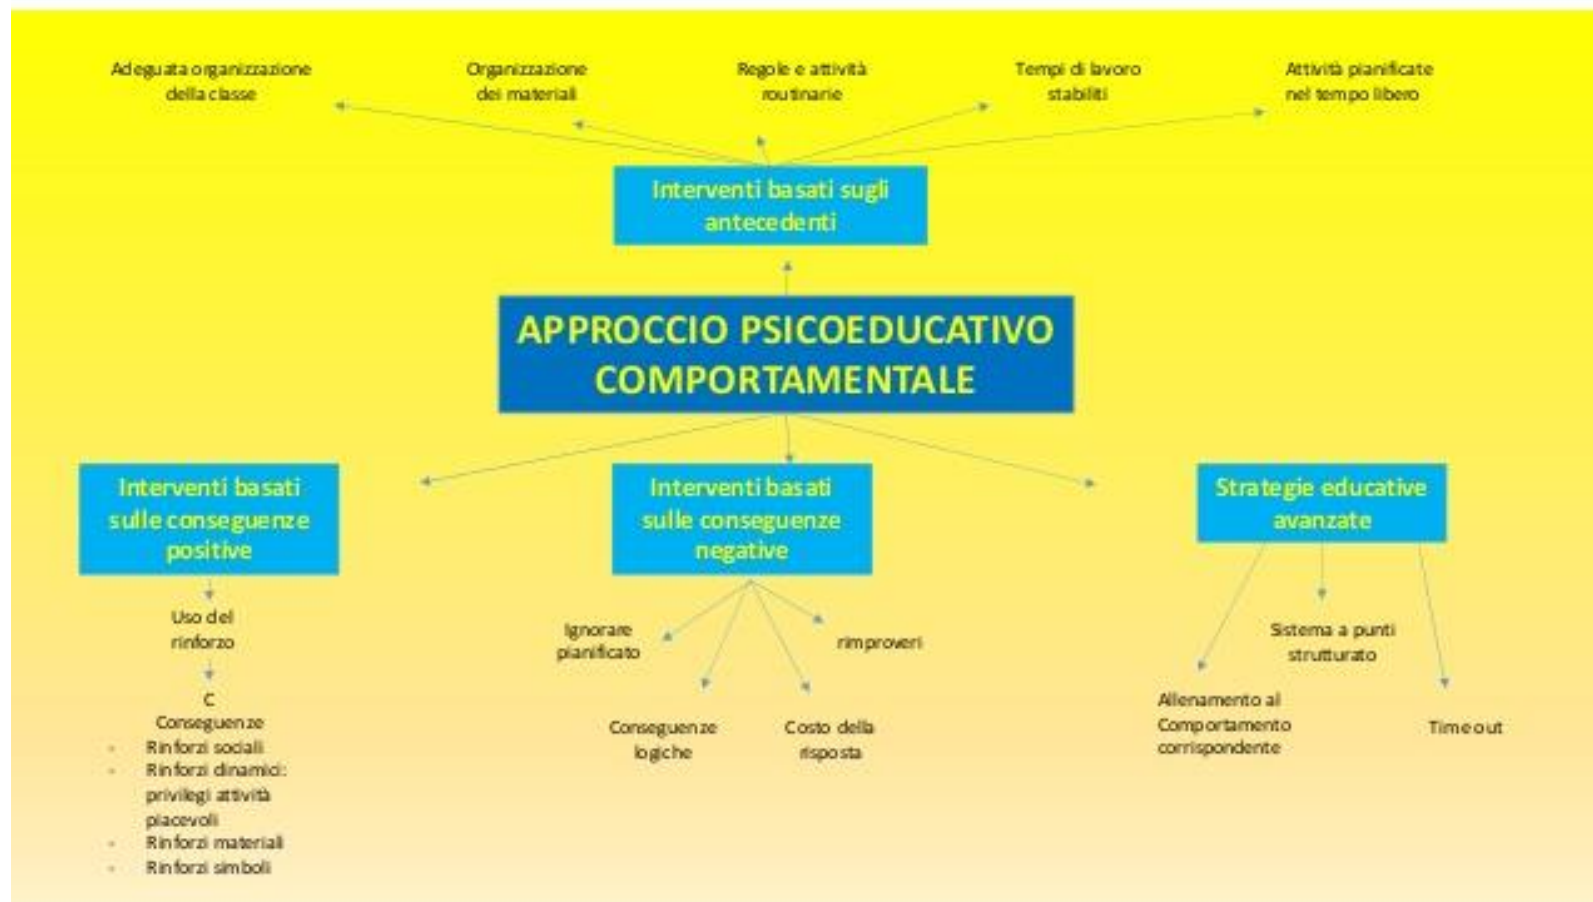 Adeguata organizzazione
della classe
Organizzazione
dei materiali
Regole e attività
routinarie
Tempi di lavoro
stabiliti
Attività pianificate
nel tempo libero
Interventi basati sugli
antecedenti
APPROCCIO PSICOEDUCATIVO
COMPORTAMENTALE
Interventi basati
sulle conseguenze
positive
Interventi basati
sulle conseguenze
negative
Strategie educative
avanzate
Uso del
rinforzo
C
Conseguenze
- Rinforzi sociali
- Rinforzi dinamici:
privilegi attività
piacevoli
- Rinforzi materiali
- Rinforzi simboli
Ignorare
pianificato
rimproveri
Conseguenze
logiche
Costo della
risposta
Sistema a punti
strutturato
Allenamento al
Comportamento
corrispondente
Time out